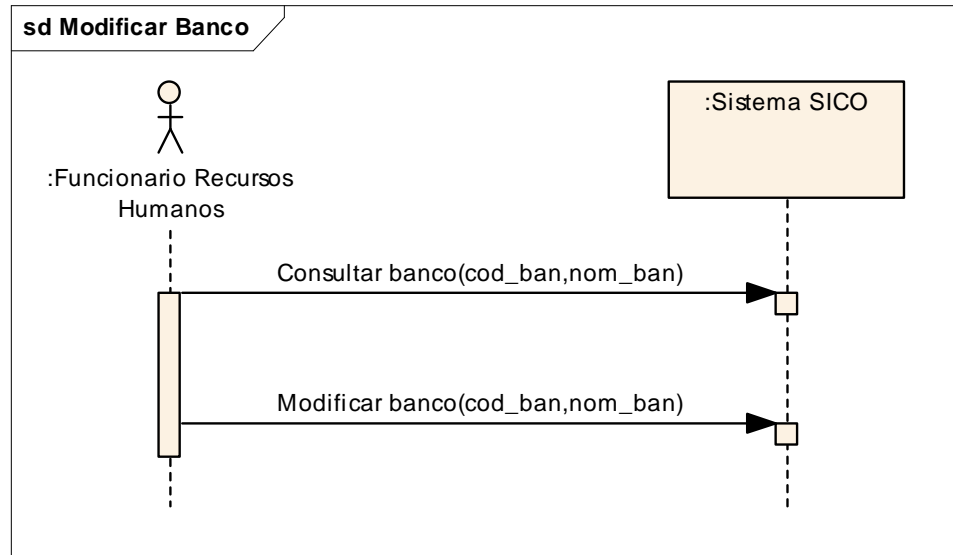 sd Modificar Banco
:Funcionario Recursos
Humanos
:Sistema SICO
Consultar banco(cod_ban,nom_ban)
Modificar banco(cod_ban,nom_ban)